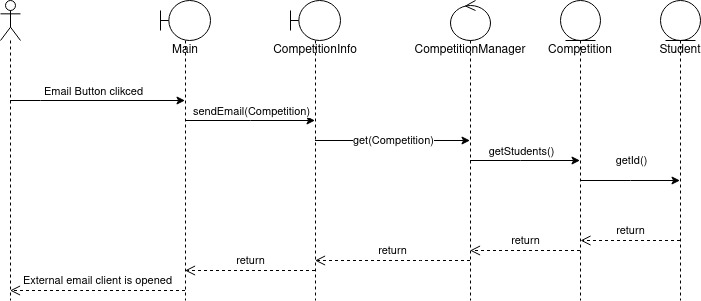 Main
CompetitionInfo
CompetitionManager
Competition
Student
Email Button clikced
sendEmail(Competition)
get(Competition)
getStudents()
getId()
return
return
return
return
External email client is opened